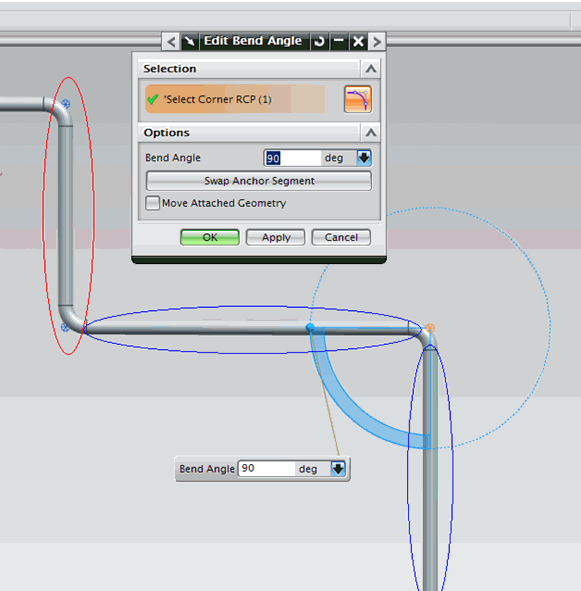 Edit Bend Angle
Selection
*Select Corner RCP (1)
Options
Bend Angle 90 deg
Swap Anchor Segment
Move Attached Geometry
OK Apply Cancel
Bend Angle 90 deg